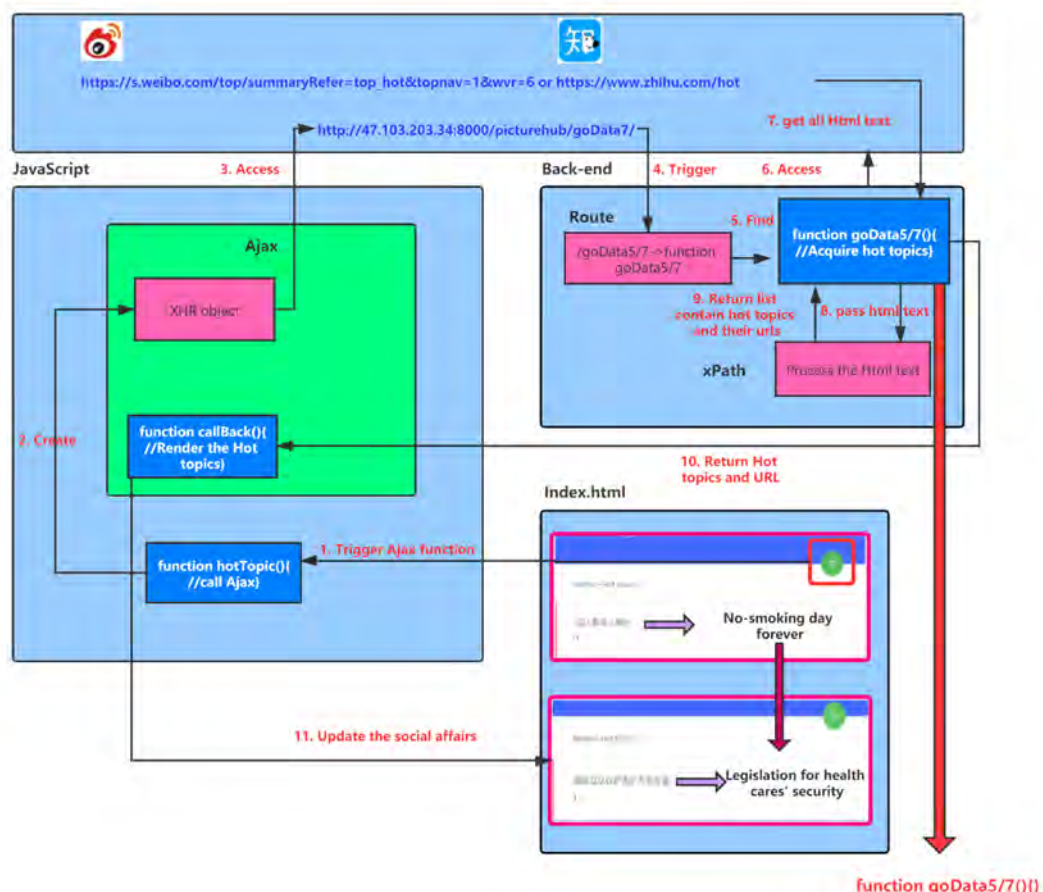 知
https://s.weibo.com/top/summaryRefer=top_hot&topnav=1&wvr=6 or https://www.zhihu.com/hot
7. get all Html text
http://47.103.203.34:8000/picturehub/goData7/
JavaScript
3. Access
Back-end
4. Trigger
6. Access
Route
5. Find
function goData5/7(){
//Acquire hot topics)
Ajax
/goData5/7->function
goData5/7
XHR object
9. Return list
contain hot topics
and their urls
8. pass html text
xPath
Process the Html text
2. Create
function callBack(){
//Render the Hot
topics)
10. Return Hot
topics and URL
Index.html
1. Trigger Ajax function
function hotTopic(){
//call Ajax)
No-smoking day
forever
11. Update the social affairs
Legislation for health
cares' security
function goData5/7(){)